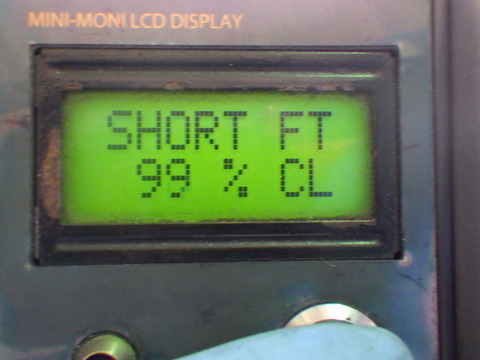 MINI-MONI LCD DISPLAY
SHORT FT
99 % CL